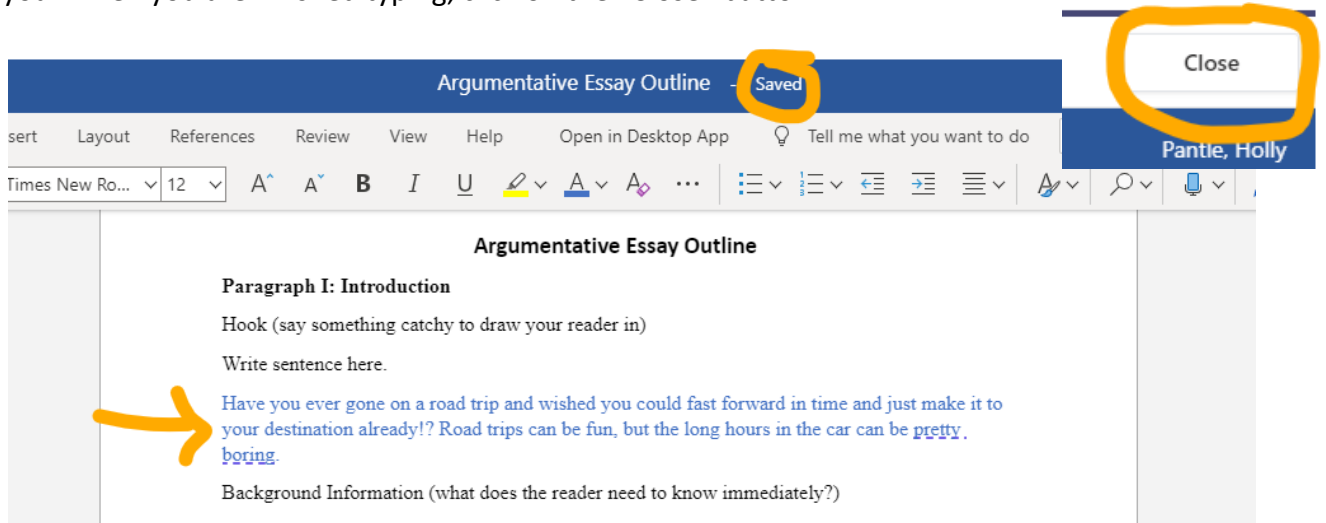 Close
Argumentative Essay Outline - Saved
Pantle, Holly
sert Layout References Review View Help Open in Desktop App Tell me what you want to do
Times New Ro... 12 A A B I U A A ...
Argumentative Essay Outline
Paragraph I: Introduction
Hook (say something catchy to draw your reader in)
Write sentence here.
Have you ever gone on a road trip and wished you could fast forward in time and just make it to
your destination already!? Road trips can be fun, but the long hours in the car can be pretty
boring.
Background Information (what does the reader need to know immediately?)